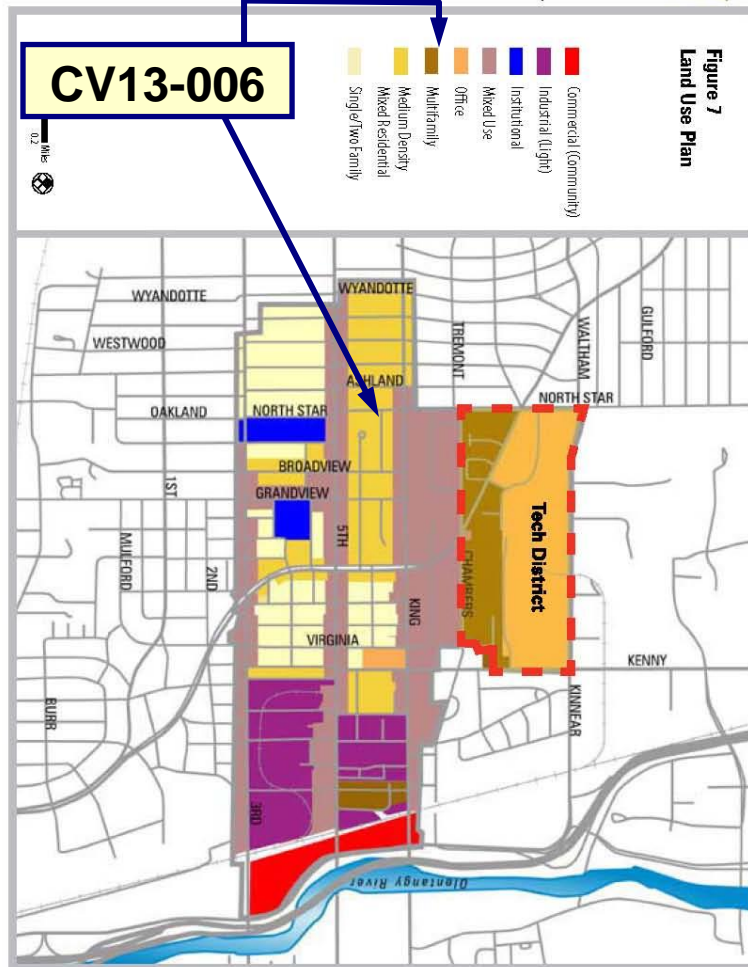 CV13-006
Figure 7
Land Use Plan
Commercial (Community)
Industrial (Light)
Institutional
Mixed Use
Office
Multifamily
Medium Density
Mixed Residential
Single/Two Family
Miles
0.2
WYANDOTTE
WYANDOTTE
WESTWOOD
TREMONT
WALTHAM
GULFORD
ASHLAND
NORTH STAR
OAKLAND
NORTH STAR
BROADVIEW
GRANDVIEW
1ST
5TH
Tech District
MULFORD
2ND
CHAMBERS
KING
VIRGINIA
KENNY
BURR
KINNEAR
3RD
Olentangy River